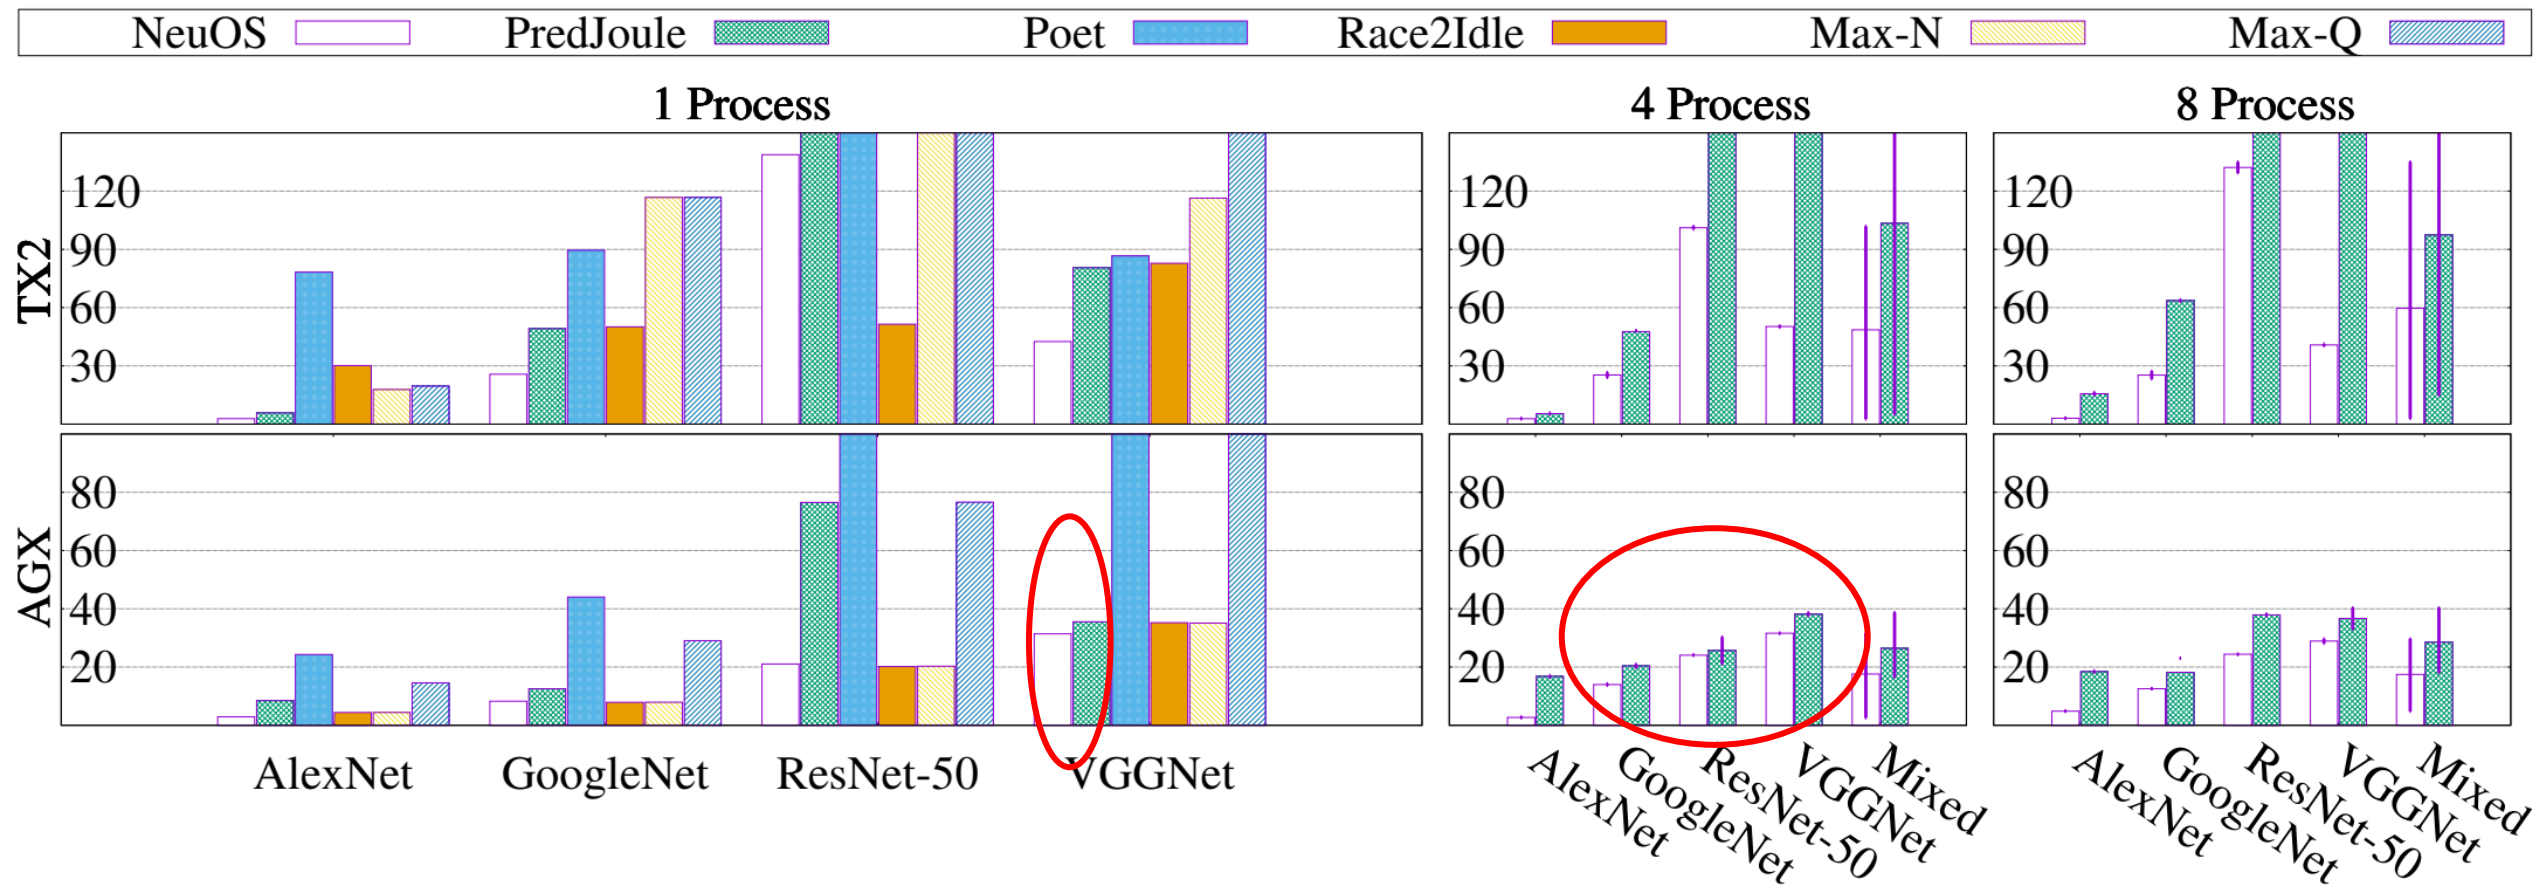 NeuOS PredJoule Poet Race2Idle Max-N Max-Q
1 Process 4 Process 8 Process
TX2
120
90
60
30
120
90
60
30
120
90
60
30
AGX
80
60
40
20
80
60
40
20
80
60
40
20
AlexNet GoogleNet ResNet-50 VGGNet
AlexNet
GoogleNet
ResNet-50
VGGNet
Mixed
AlexNet
GoogleNet
ResNet-50
VGGNet
Mixed